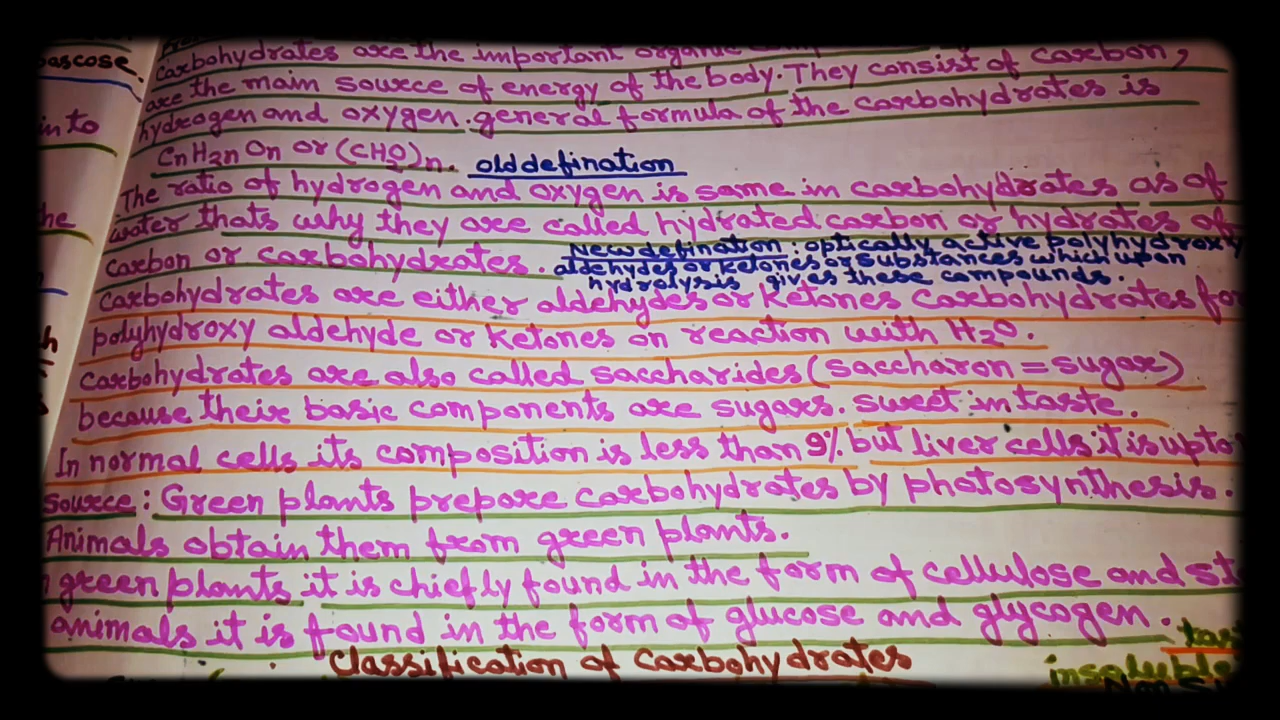 ascose.
Carbohydrates are the important organic
are the main source of energy of the body. They consist of carbon,
into
hydrogen and oxygen. general formula of the carbohydrates is
CnH2nOn or (CH2O)n. old defination
The ratio of hydrogen and oxygen is same in carbohydrates as of
the
water thats why they are called hydrated carbon or hydrates of
carbon or carbohydrates.
New defination : optically active polyhydroxy
aldehydes or ketones or substances which upon
hydrolysis gives these compounds.
Carbohydrates are either aldehydes or ketones carbohydrates for
polyhydroxy aldehyde or ketones on reaction with H2O.
Carbohydrates are also called saccharides (saccharon = sugar)
because their basic components are sugars. sweet in taste.
In normal cells its composition is less than 9% but liver cells it is upto
Source : Green plants prepare carbohydrates by photosynthesis.
Animals obtain them from green plants.
green plants it is chiefly found in the form of cellulose and st
animals it is found in the form of glucose and glycogen.
Classification of Carbohydrates
insoluble